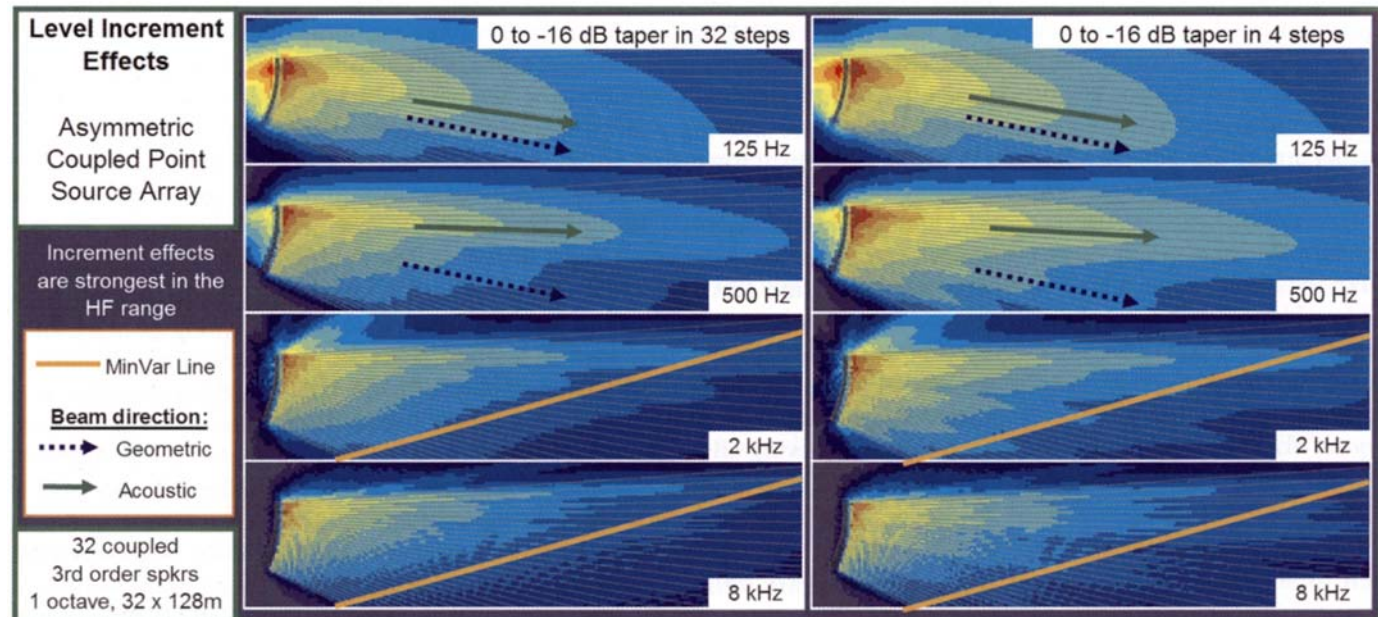 Level Increment
Effects
Asymmetric
Coupled Point
Source Array
Increment effects
are strongest in the
HF range
MinVar Line
Beam direction:
Geometric
Acoustic
32 coupled
3rd order spkrs
1 octave, 32 x 128m
0 to -16 dB taper in 32 steps
125 Hz
500 Hz
2 kHz
8 kHz
0 to -16 dB taper in 4 steps
125 Hz
500 Hz
2 kHz
8 kHz